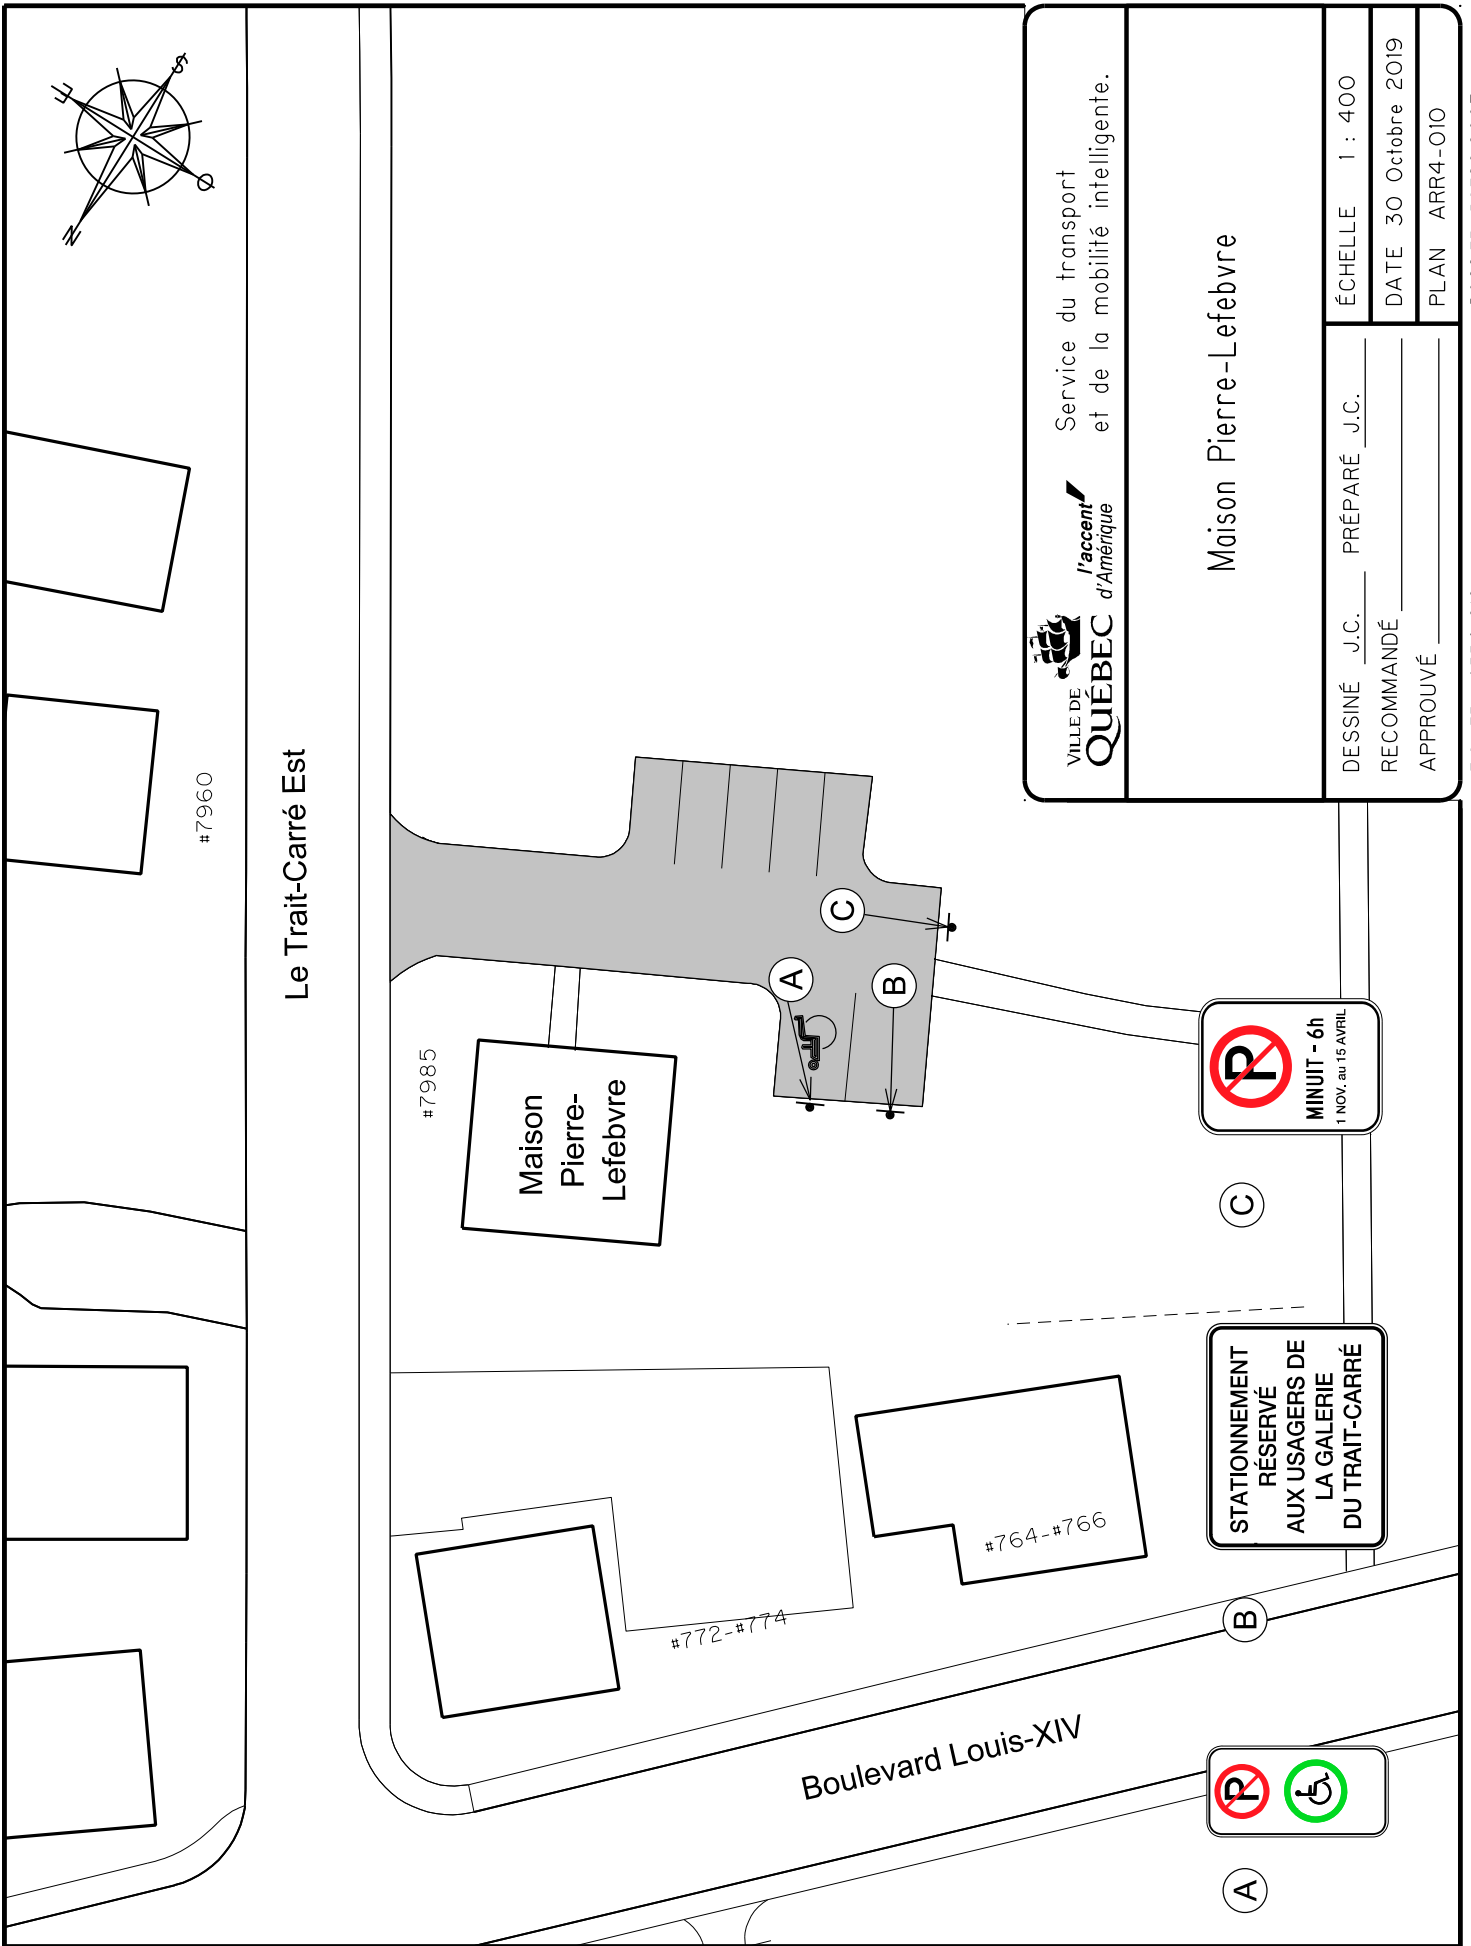 N
E
S
O
#7960
Le Trait-Carré Est
#7985
Maison
Pierre-
Lefebvre
A
B
C
#772-#774
#764-#766
Boulevard Louis-XIV
A
P
B
STATIONNEMENT
RÉSERVÉ
AUX USAGERS DE
LA GALERIE
DU TRAIT-CARRÉ
C
P
MINUIT - 6h
1 NOV. au 15 AVRIL
VILLE DE
QUÉBEC
l'accent
d'Amérique
Service du transport
et de la mobilité intelligente.
Maison Pierre-Lefebvre
DESSINÉ J.C. PRÉPARÉ J.C.
RECOMMANDÉ
APPROUVÉ
ÉCHELLE 1 : 400
DATE 30 Octobre 2019
PLAN ARR4-010